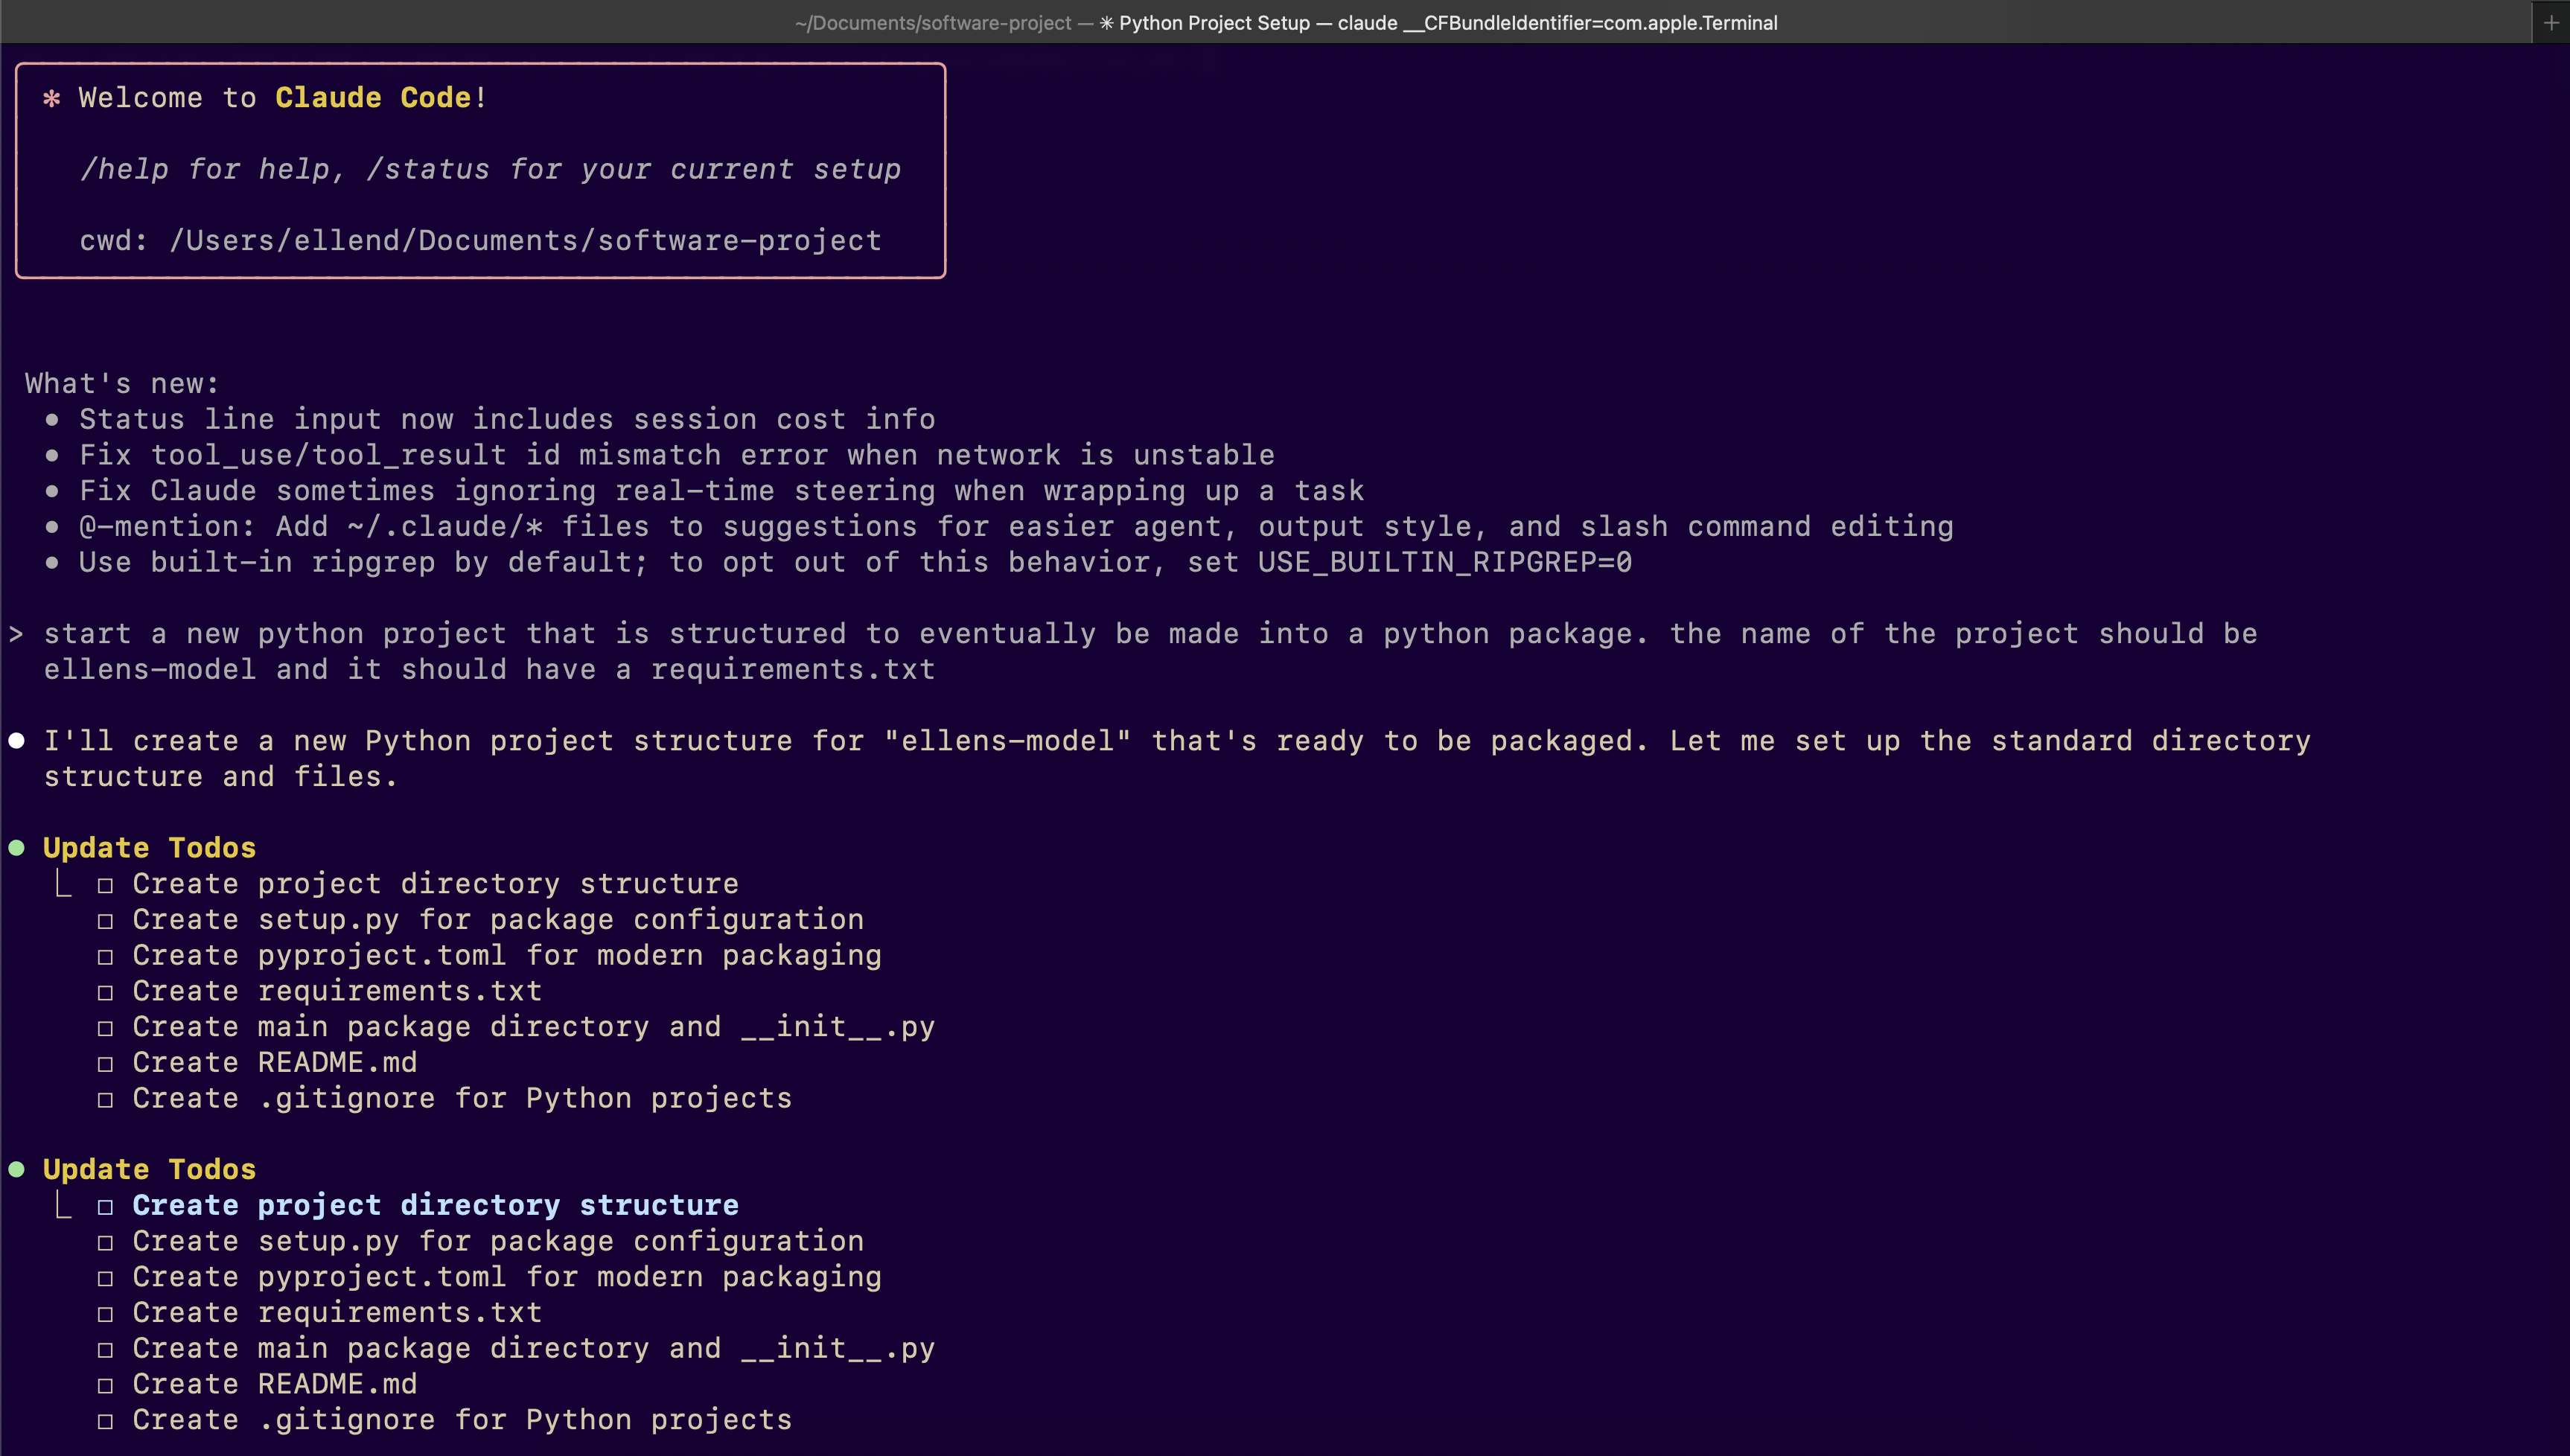 ~/Documents/software-project — ✳ Python Project Setup — claude __CFBundleIdentifier=com.apple.Terminal
✻ Welcome to Claude Code!
/help for help, /status for your current setup
cwd: /Users/ellend/Documents/software-project
What's new:
• Status line input now includes session cost info
• Fix tool_use/tool_result id mismatch error when network is unstable
• Fix Claude sometimes ignoring real-time steering when wrapping up a task
• @-mention: Add ~/.claude/* files to suggestions for easier agent, output style, and slash command editing
• Use built-in ripgrep by default; to opt out of this behavior, set USE_BUILTIN_RIPGREP=0
> start a new python project that is structured to eventually be made into a python package. the name of the project should be
ellens-model and it should have a requirements.txt
● I'll create a new Python project structure for "ellens-model" that's ready to be packaged. Let me set up the standard directory
structure and files.
● Update Todos
⎿ ☐ Create project directory structure
☐ Create setup.py for package configuration
☐ Create pyproject.toml for modern packaging
☐ Create requirements.txt
☐ Create main package directory and __init__.py
☐ Create README.md
☐ Create .gitignore for Python projects
● Update Todos
⎿ ☐ Create project directory structure
☐ Create setup.py for package configuration
☐ Create pyproject.toml for modern packaging
☐ Create requirements.txt
☐ Create main package directory and __init__.py
☐ Create README.md
☐ Create .gitignore for Python projects